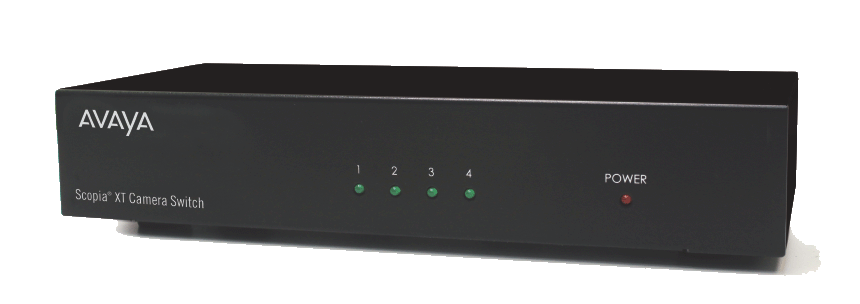 AVAYA
Scopia® XT Camera Switch
1 2 3 4
POWER